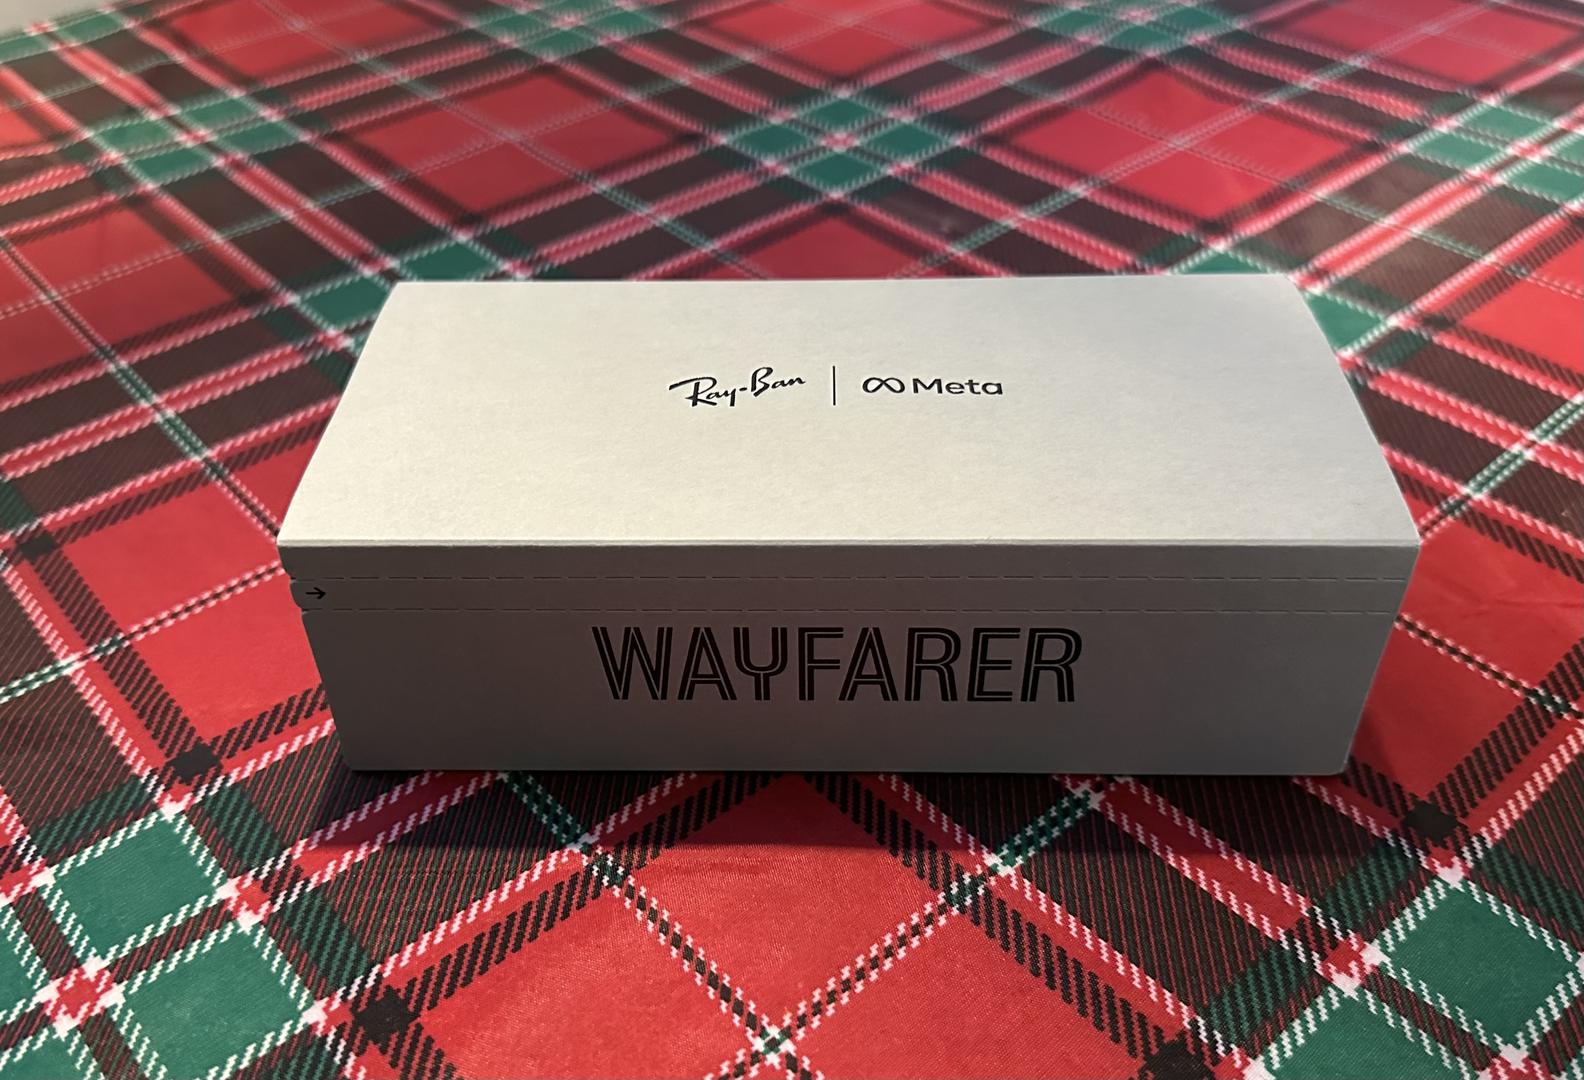 Ray-Ban | Meta
→
WAYFARER